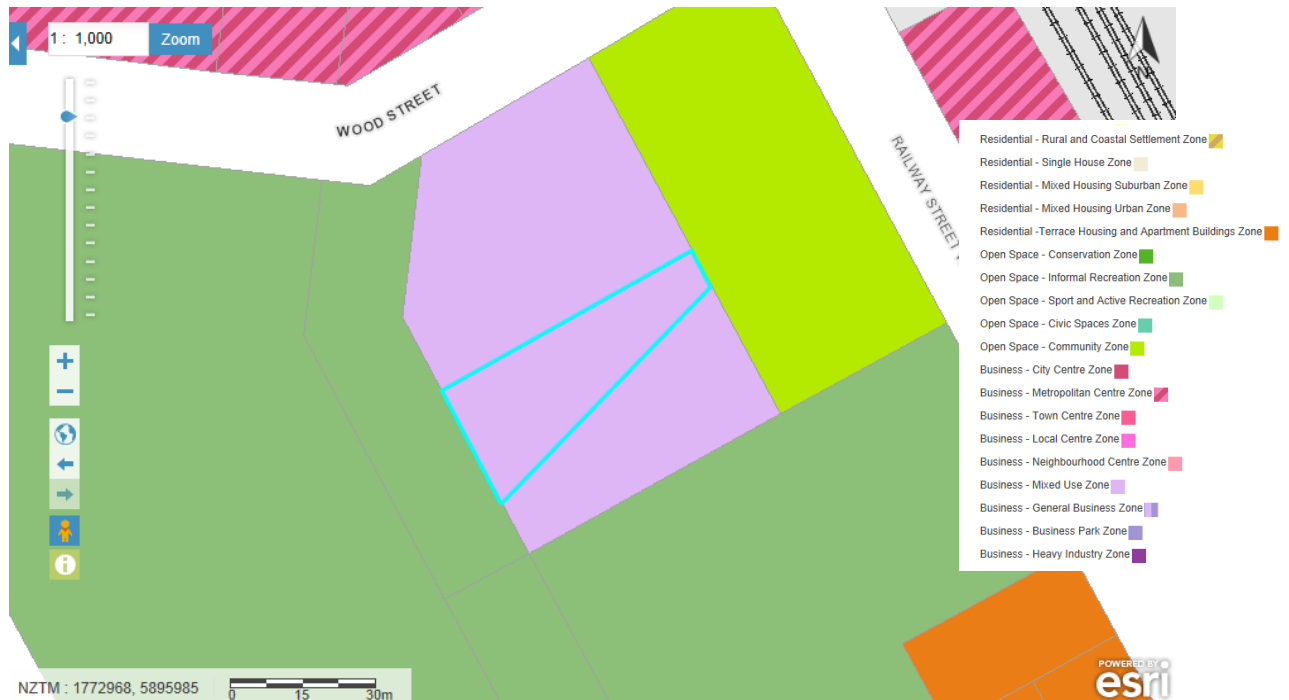 1 : 1,000
Zoom
WOOD STREET
RAILWAY STREET
N
Residential - Rural and Coastal Settlement Zone
Residential - Single House Zone
Residential - Mixed Housing Suburban Zone
Residential - Mixed Housing Urban Zone
Residential -Terrace Housing and Apartment Buildings Zone
Open Space - Conservation Zone
Open Space - Informal Recreation Zone
Open Space - Sport and Active Recreation Zone
Open Space - Civic Spaces Zone
Open Space - Community Zone
Business - City Centre Zone
Business - Metropolitan Centre Zone
Business - Town Centre Zone
Business - Local Centre Zone
Business - Neighbourhood Centre Zone
Business - Mixed Use Zone
Business - General Business Zone
Business - Business Park Zone
Business - Heavy Industry Zone
NZTM : 1772968, 5895985
0 15 30m
POWERED BY
esri